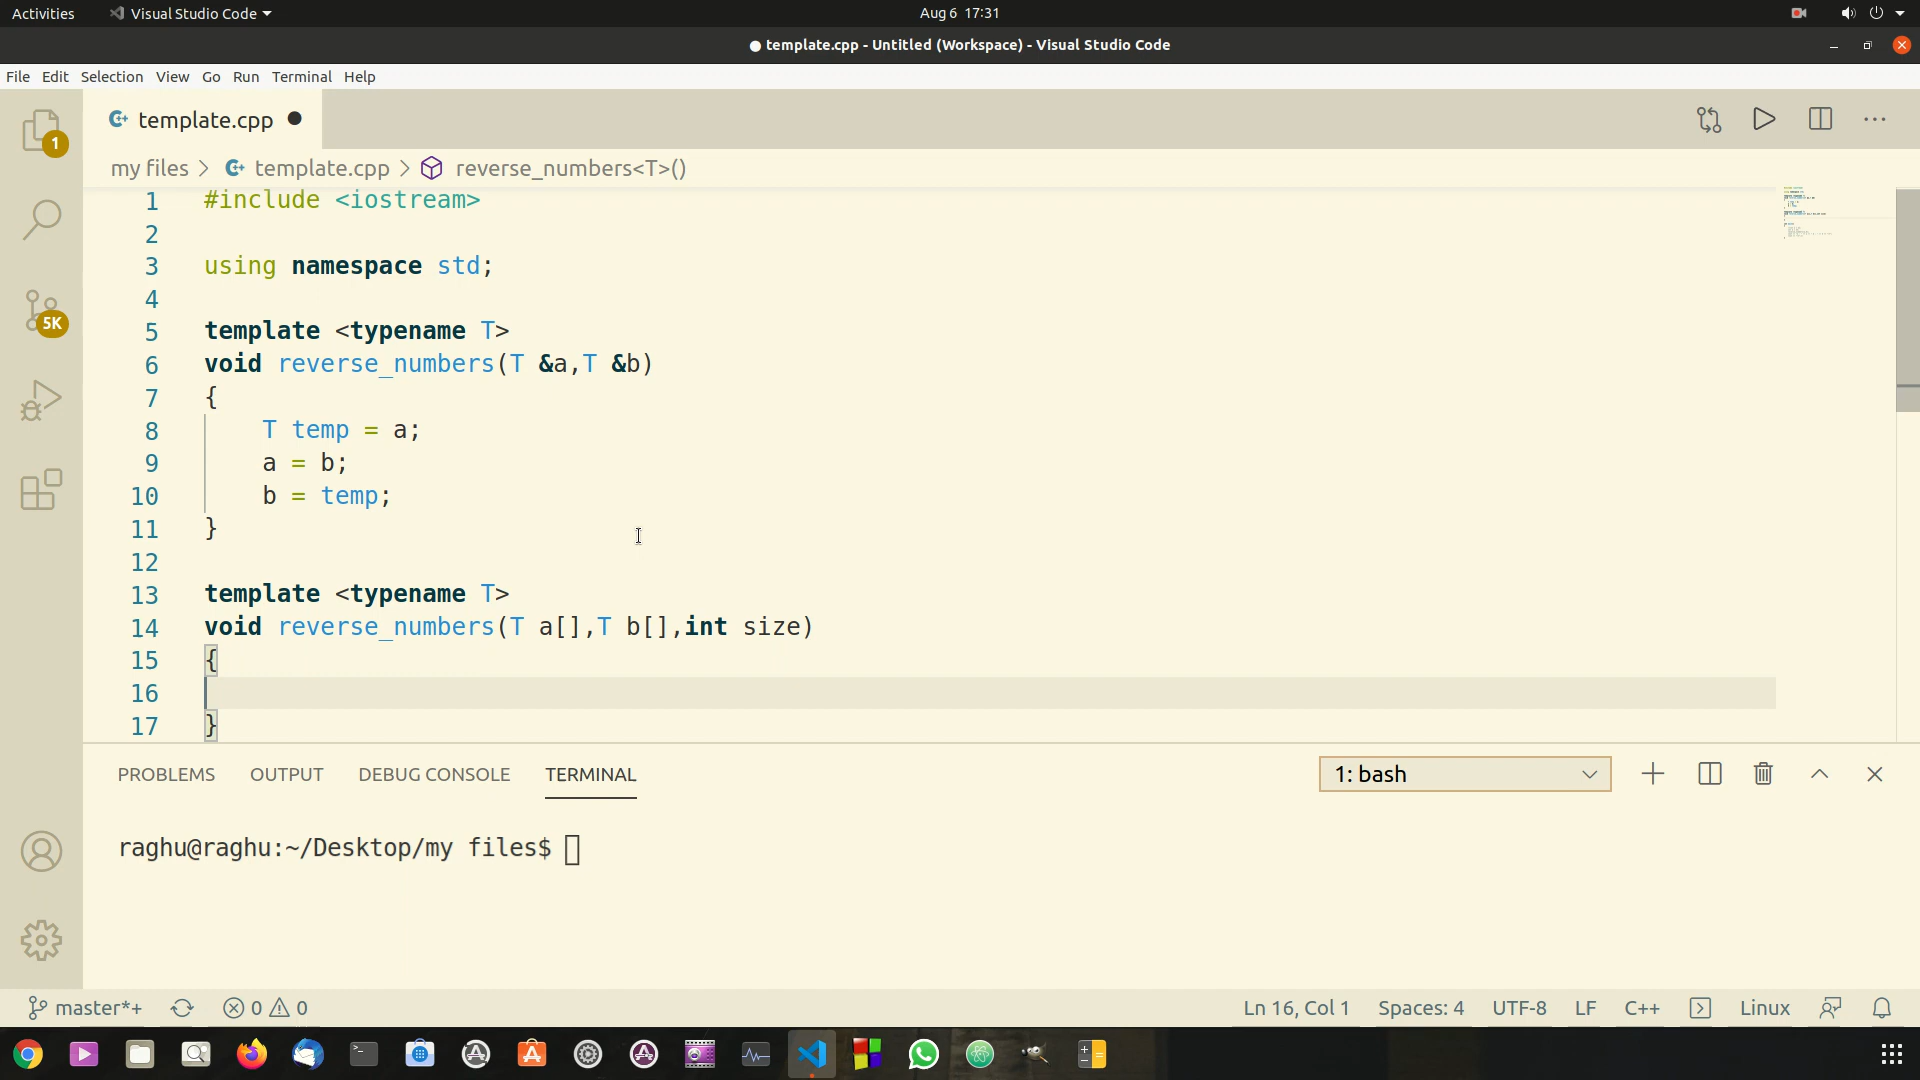 Activities Visual Studio Code Aug 6 17:31
● template.cpp - Untitled (Workspace) - Visual Studio Code
File Edit Selection View Go Run Terminal Help
1 template.cpp ●
my files > template.cpp > reverse_numbers<T>()
1 #include <iostream>
2
3 using namespace std;
4
5 template <typename T>
6 void reverse_numbers(T &a,T &b)
7 {
8 T temp = a;
9 a = b;
10 b = temp;
11 }
12
13 template <typename T>
14 void reverse_numbers(T a[],T b[],int size)
15 {
16
17 }
5K
PROBLEMS OUTPUT DEBUG CONSOLE TERMINAL 1: bash
raghu@raghu:~/Desktop/my files$
master*+ 0 0 Ln 16, Col 1 Spaces: 4 UTF-8 LF C++ Linux